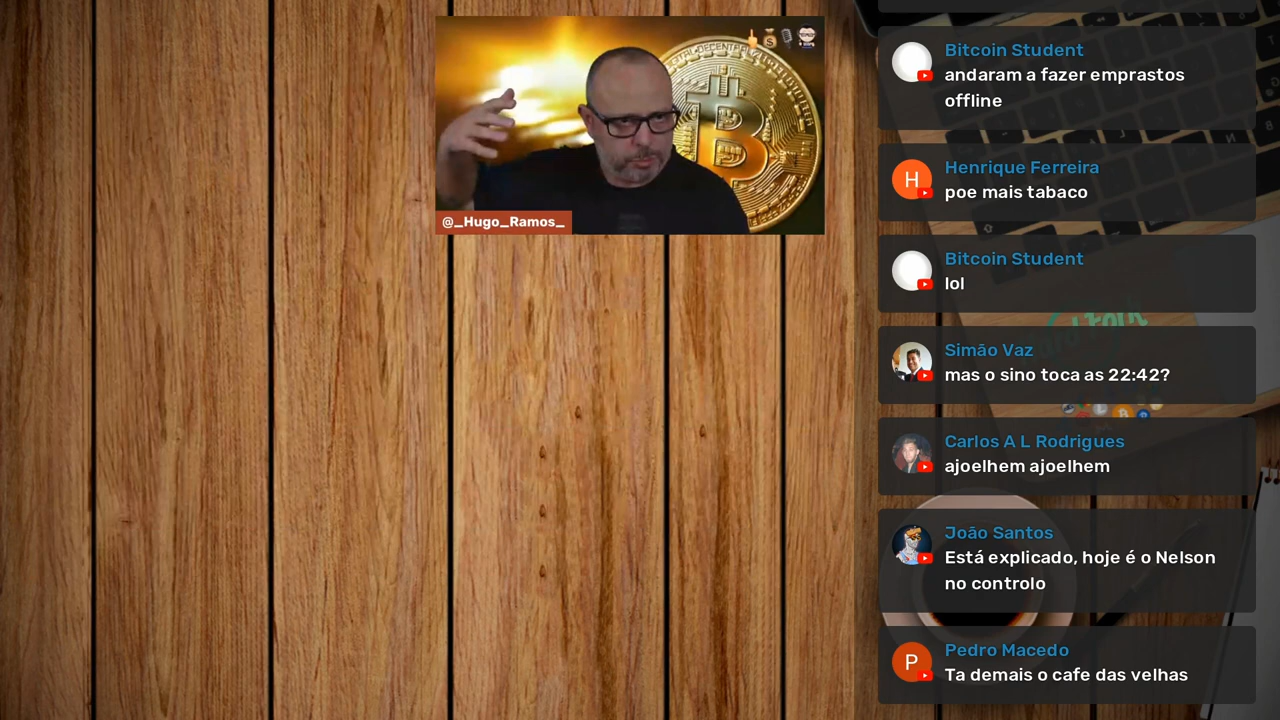 @_Hugo_Ramos_
Bitcoin Student
andaram a fazer emprastos
offline
Henrique Ferreira
poe mais tabaco
Bitcoin Student
lol
Simão Vaz
mas o sino toca as 22:42?
Carlos A L Rodrigues
ajoelhem ajoelhem
João Santos
Está explicado, hoje é o Nelson
no controlo
Pedro Macedo
Ta demais o cafe das velhas
H
P